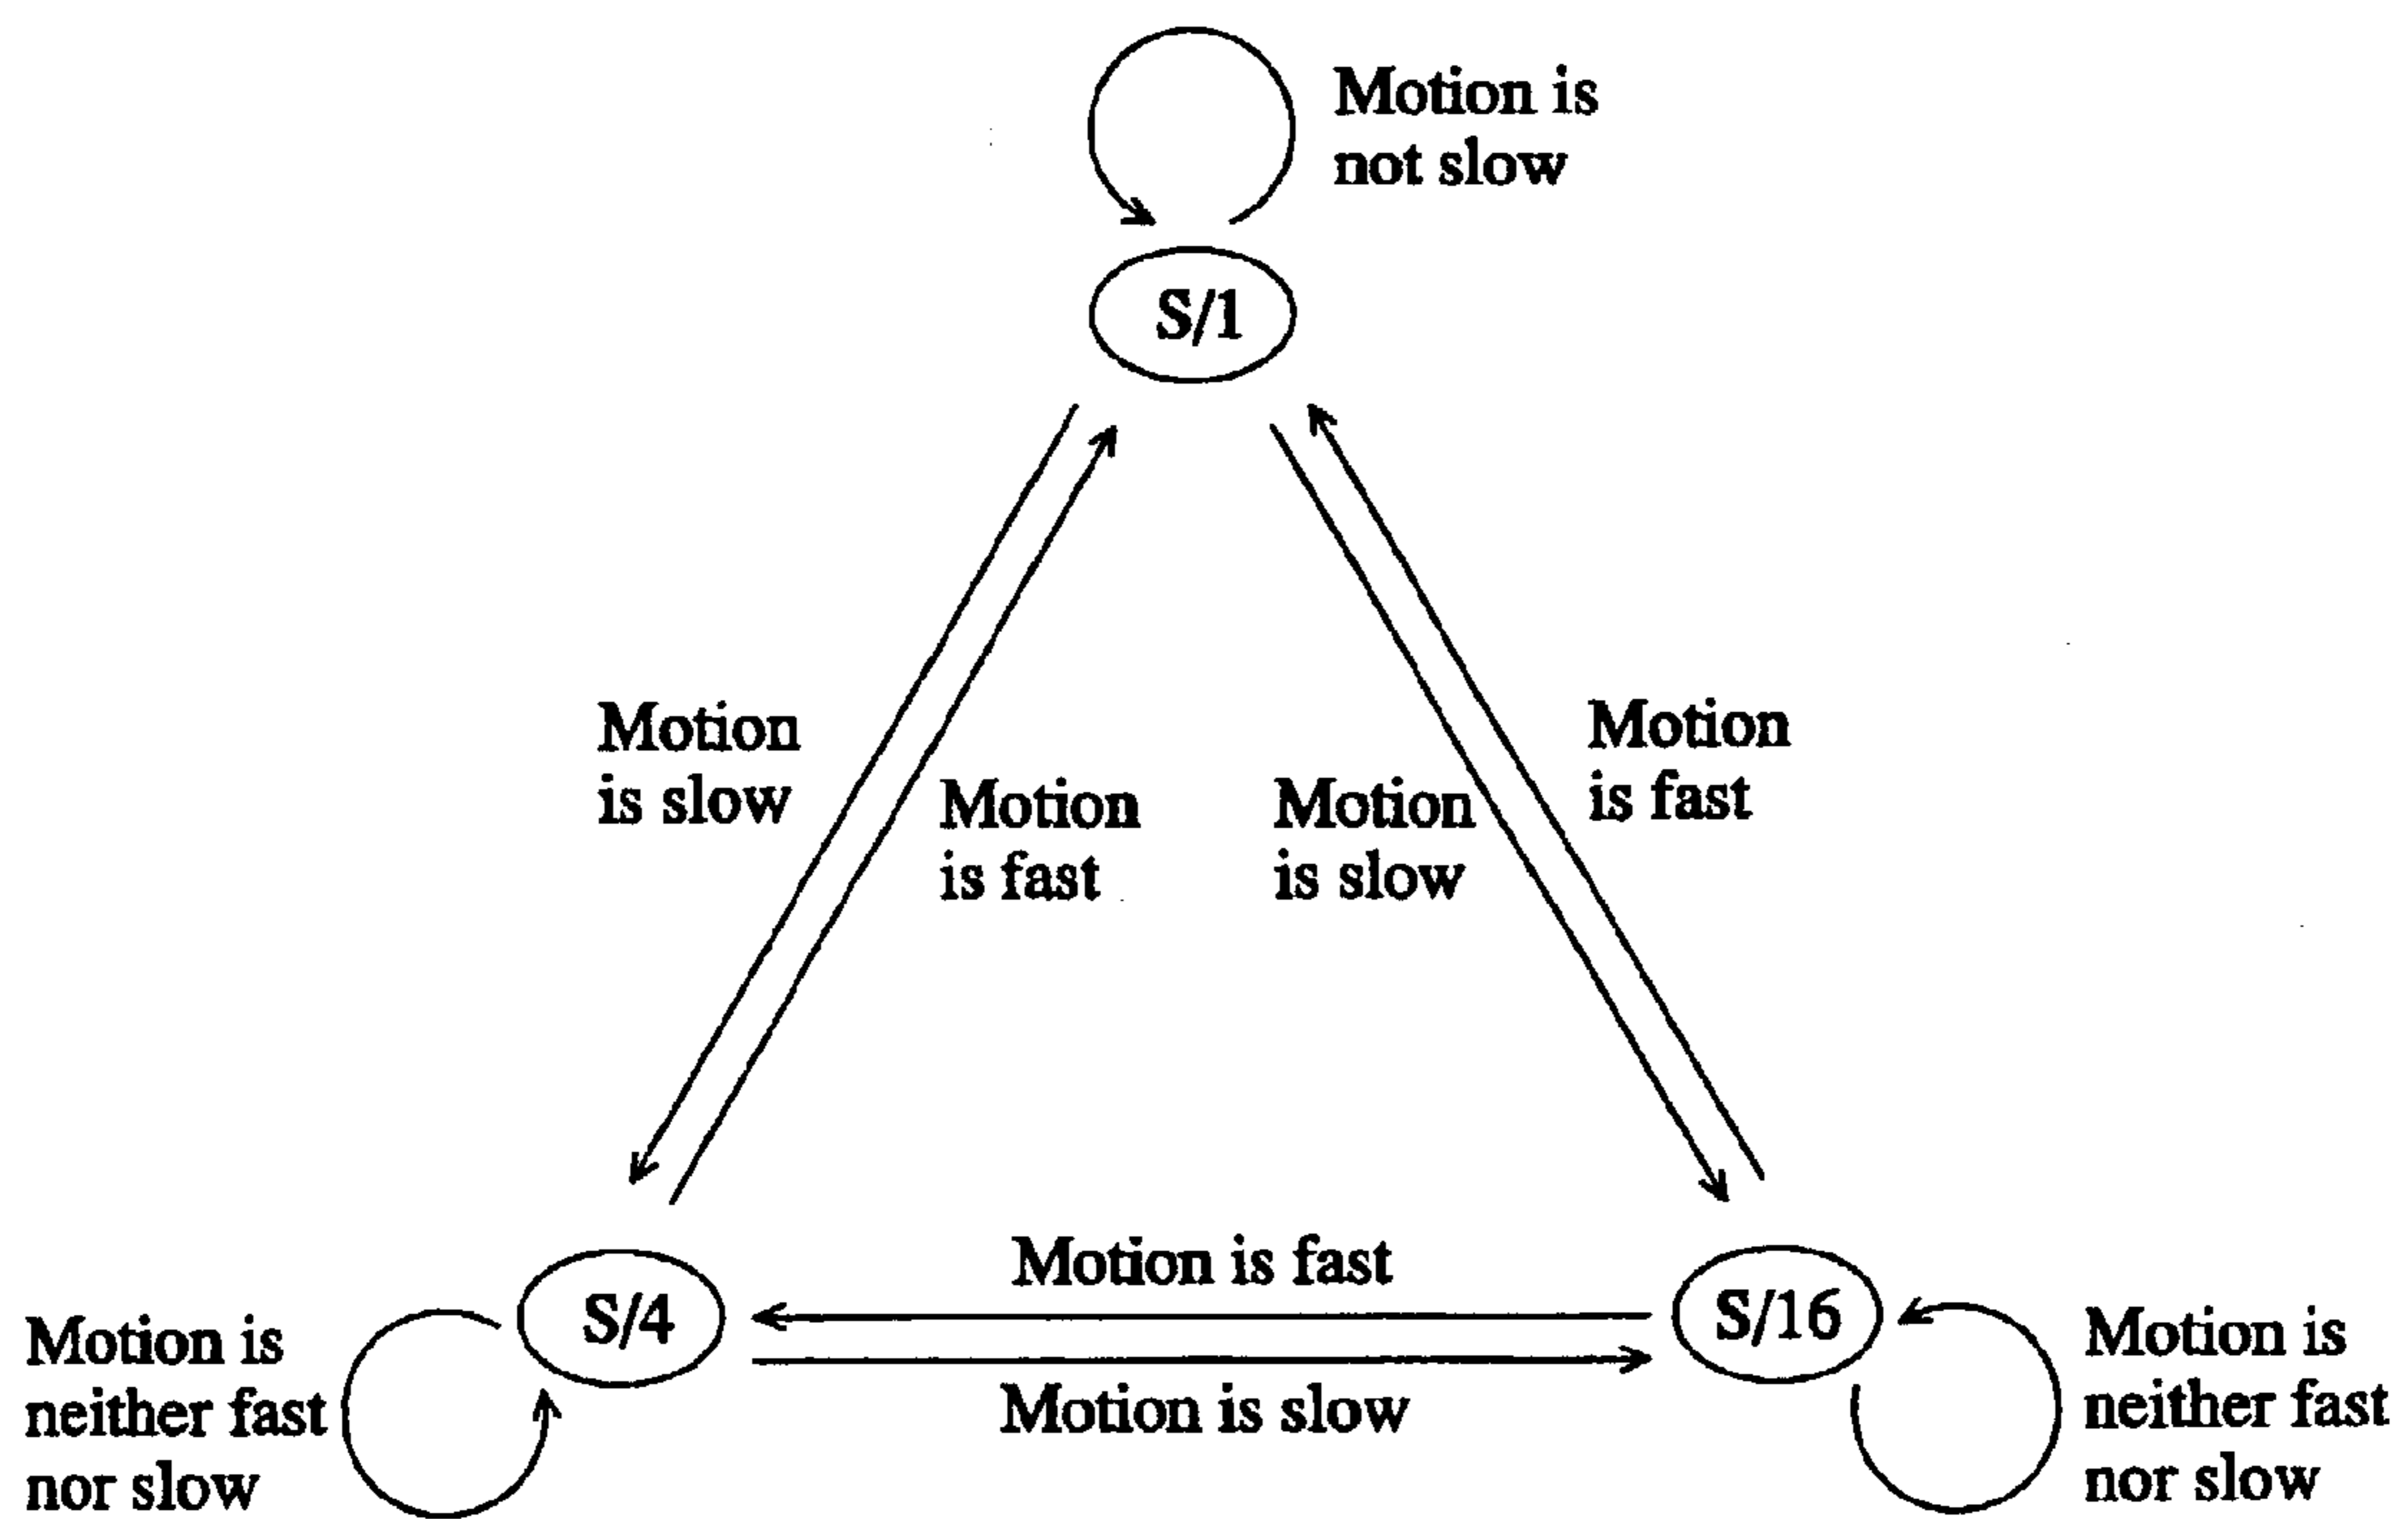 Motion is
not slow
S/1
Motion
is slow
Motion
is fast
Motion
is slow
Motion
is fast
Motion is fast
S/4
S/16
Motion is
neither fast
nor slow
Motion is slow
Motion is
neither fast
nor slow